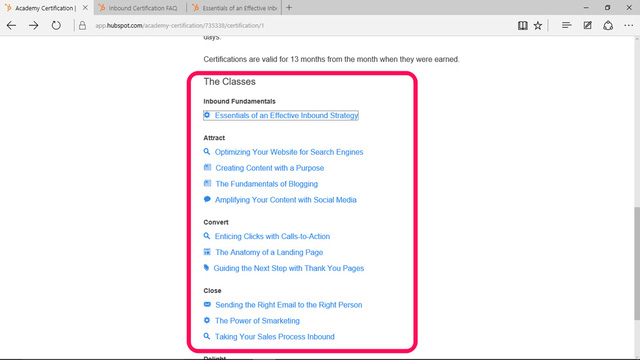 Academy Certification |
Inbound Certification FAQ
Essentials of an Effective Inb
app.hubspot.com/academy-certification/735338/certification/1
days.
Certifications are valid for 13 months from the month when they were earned.
The Classes
Inbound Fundamentals
Essentials of an Effective Inbound Strategy
Attract
Optimizing Your Website for Search Engines
Creating Content with a Purpose
The Fundamentals of Blogging
Amplifying Your Content with Social Media
Convert
Enticing Clicks with Calls-to-Action
The Anatomy of a Landing Page
Guiding the Next Step with Thank You Pages
Close
Sending the Right Email to the Right Person
The Power of Smarketing
Taking Your Sales Process Inbound
Delight